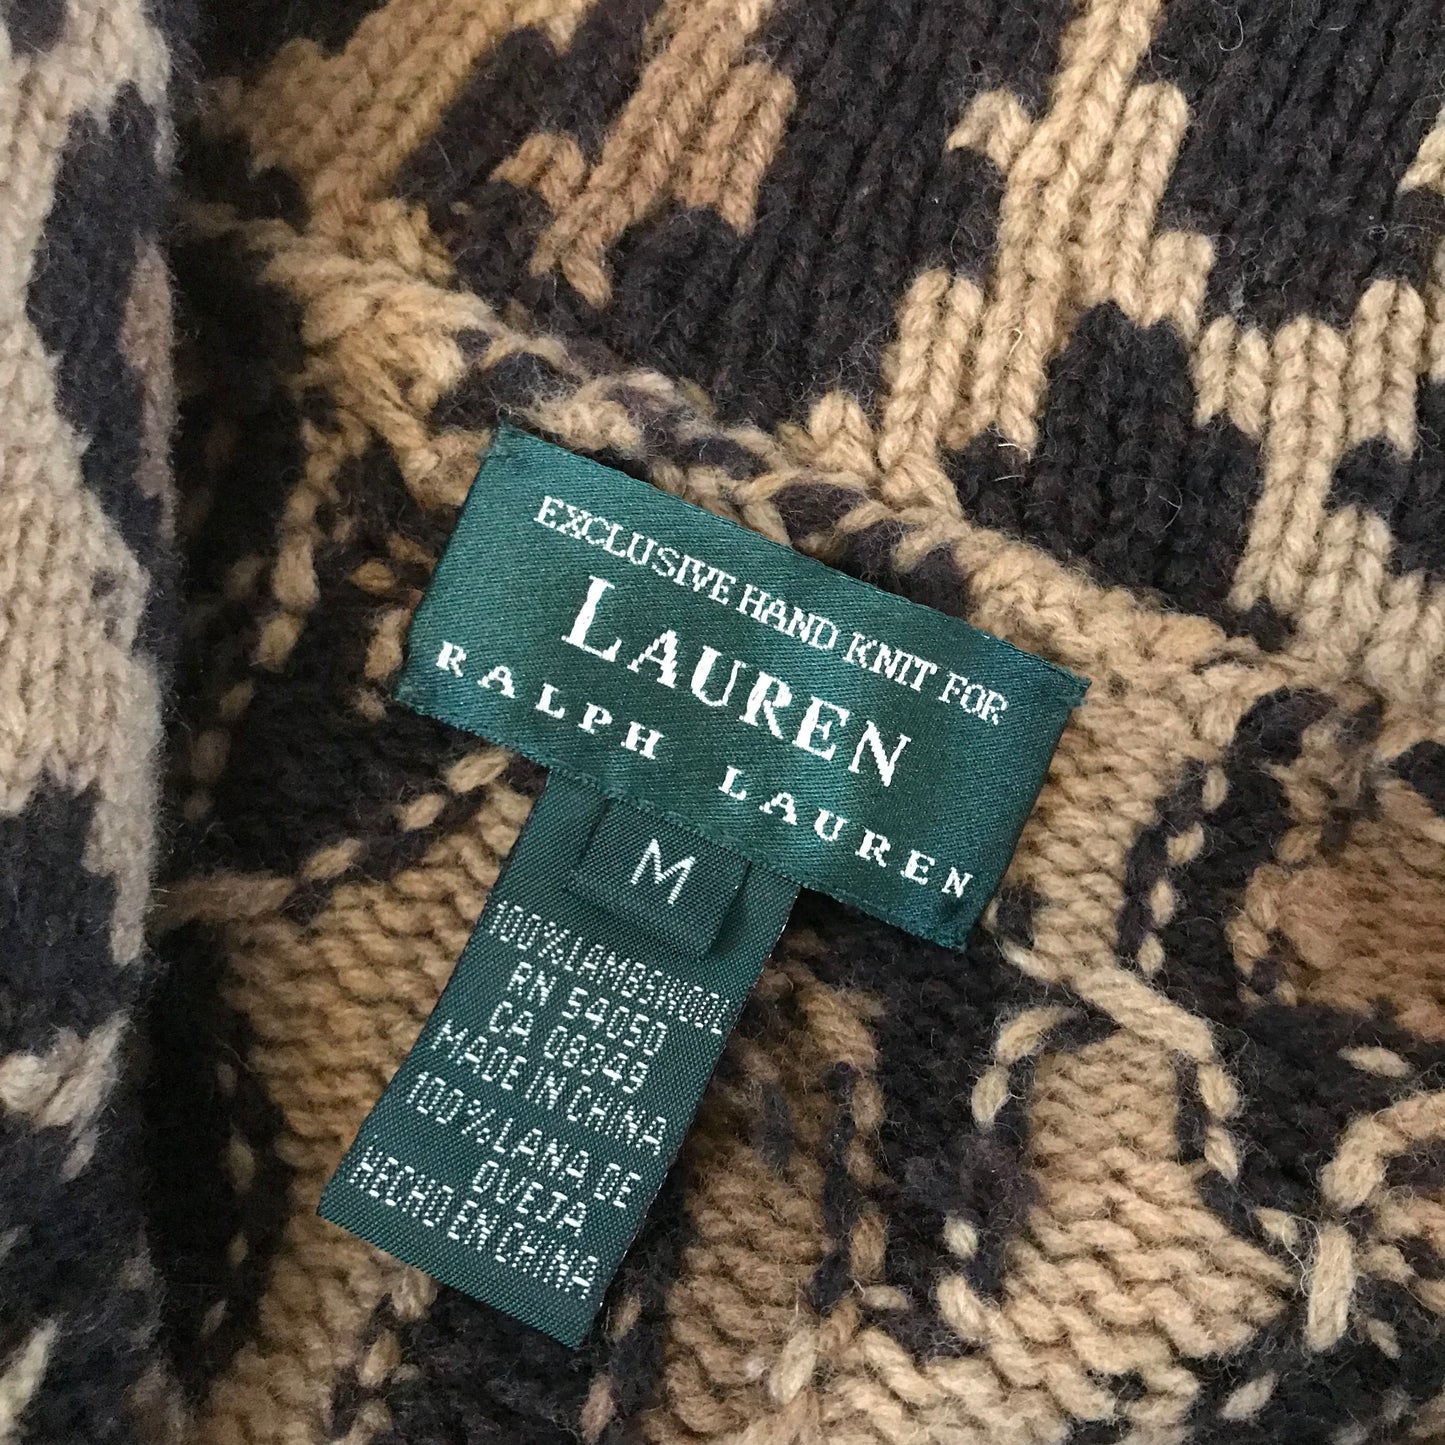 EXCLUSIVE HAND KNIT FOR
LAUREN
RALPH LAUREN
M
100% LAMBSWOOL
RN 54050
CA 08349
MADE IN CHINA
100% LANA DE
OVEJA
HECHO EN CHINA